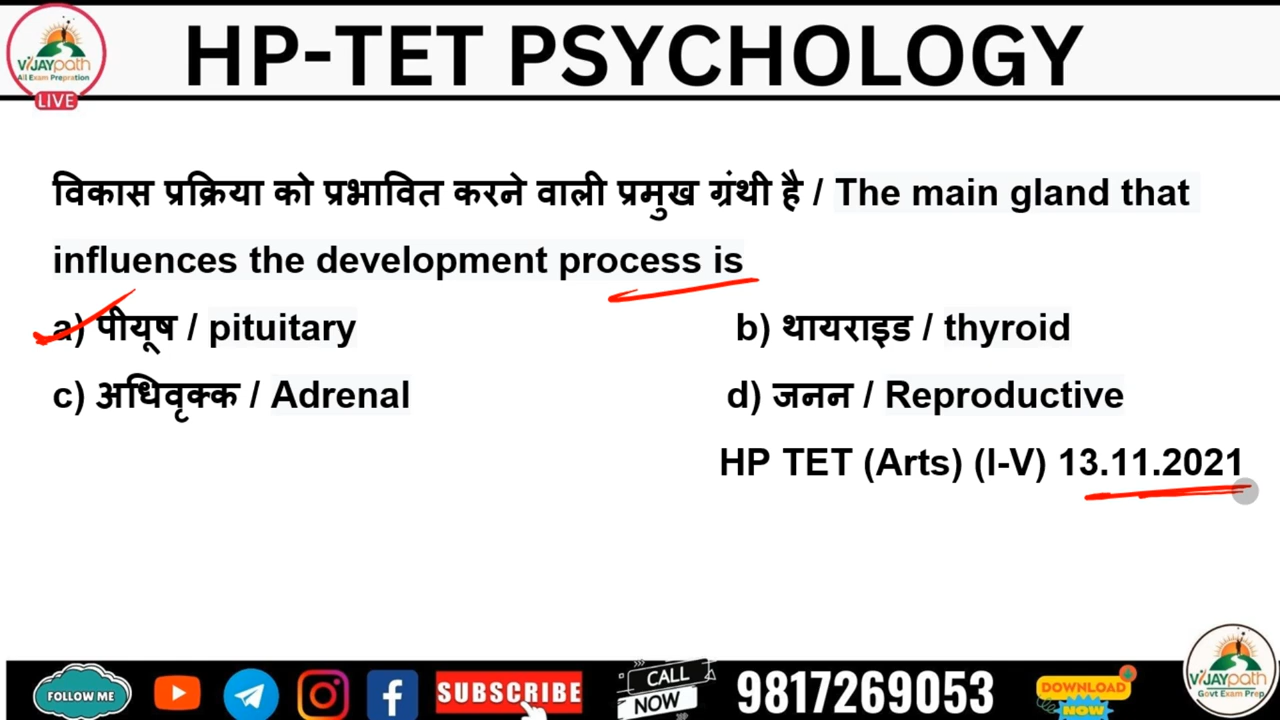 ViJAYpath
All Exam Prepration
LIVE
HP-TET PSYCHOLOGY
विकास प्रक्रिया को प्रभावित करने वाली प्रमुख ग्रंथी है / The main gland that
influences the development process is
a) पीयूष / pituitary
b) थायराइड / thyroid
c) अधिवृक्क / Adrenal
d) जनन / Reproductive
HP TET (Arts) (I-V) 13.11.2021
FOLLOW ME
SUBSCRIBE
CALL
NOW
9817269053
DOWNLOAD
NOW
ViJAYpath
Govt Exam Prep